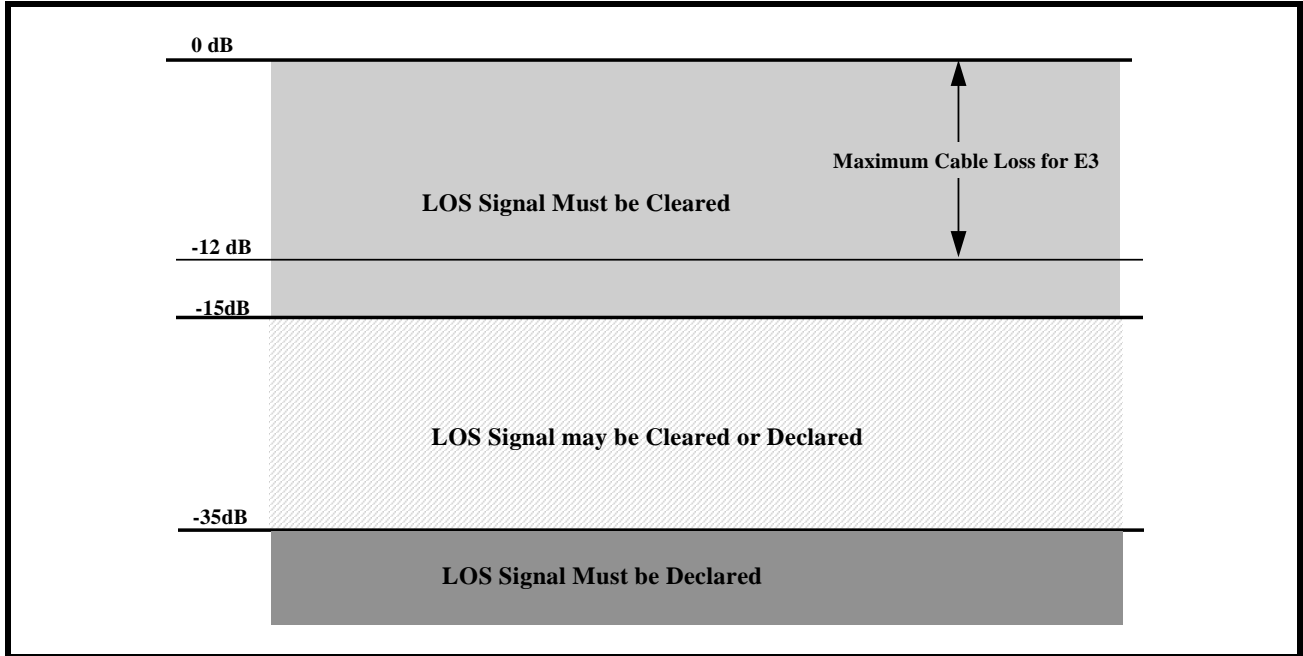 0 dB
Maximum Cable Loss for E3
LOS Signal Must be Cleared
-12 dB
-15dB
LOS Signal may be Cleared or Declared
-35dB
LOS Signal Must be Declared